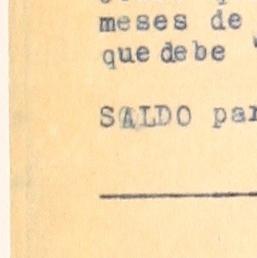 meses de
que debe
SALDO par